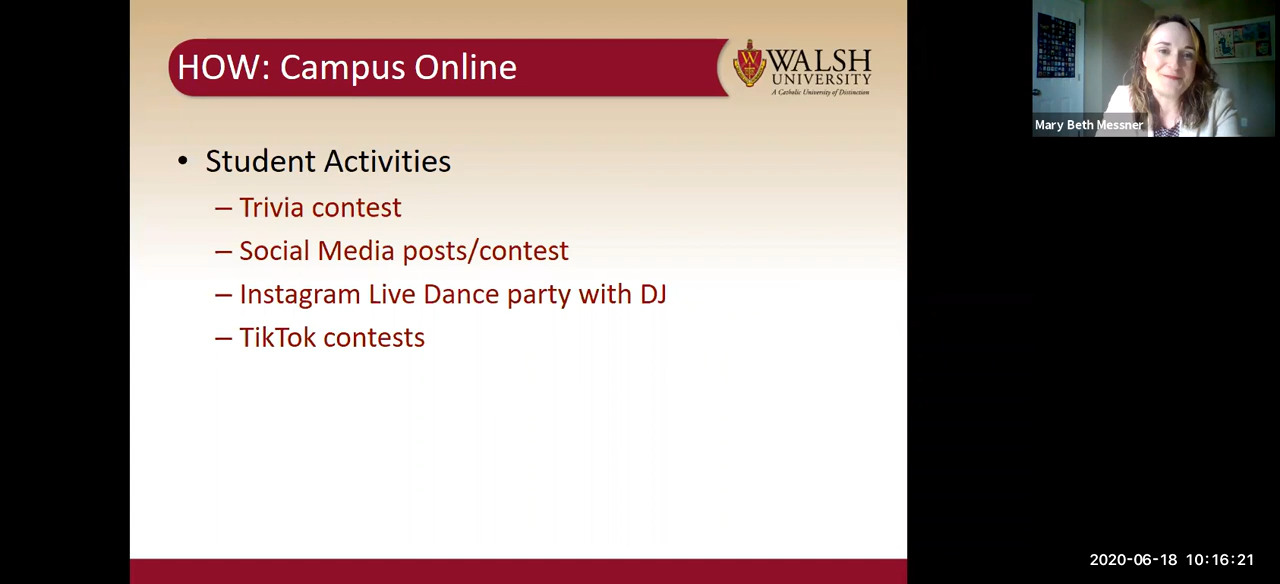 HOW: Campus Online
W
WALSH
UNIVERSITY
A Catholic University of Distinction
• Student Activities
– Trivia contest
– Social Media posts/contest
– Instagram Live Dance party with DJ
– TikTok contests
Mary Beth Messner
2020-06-18 10:16:21